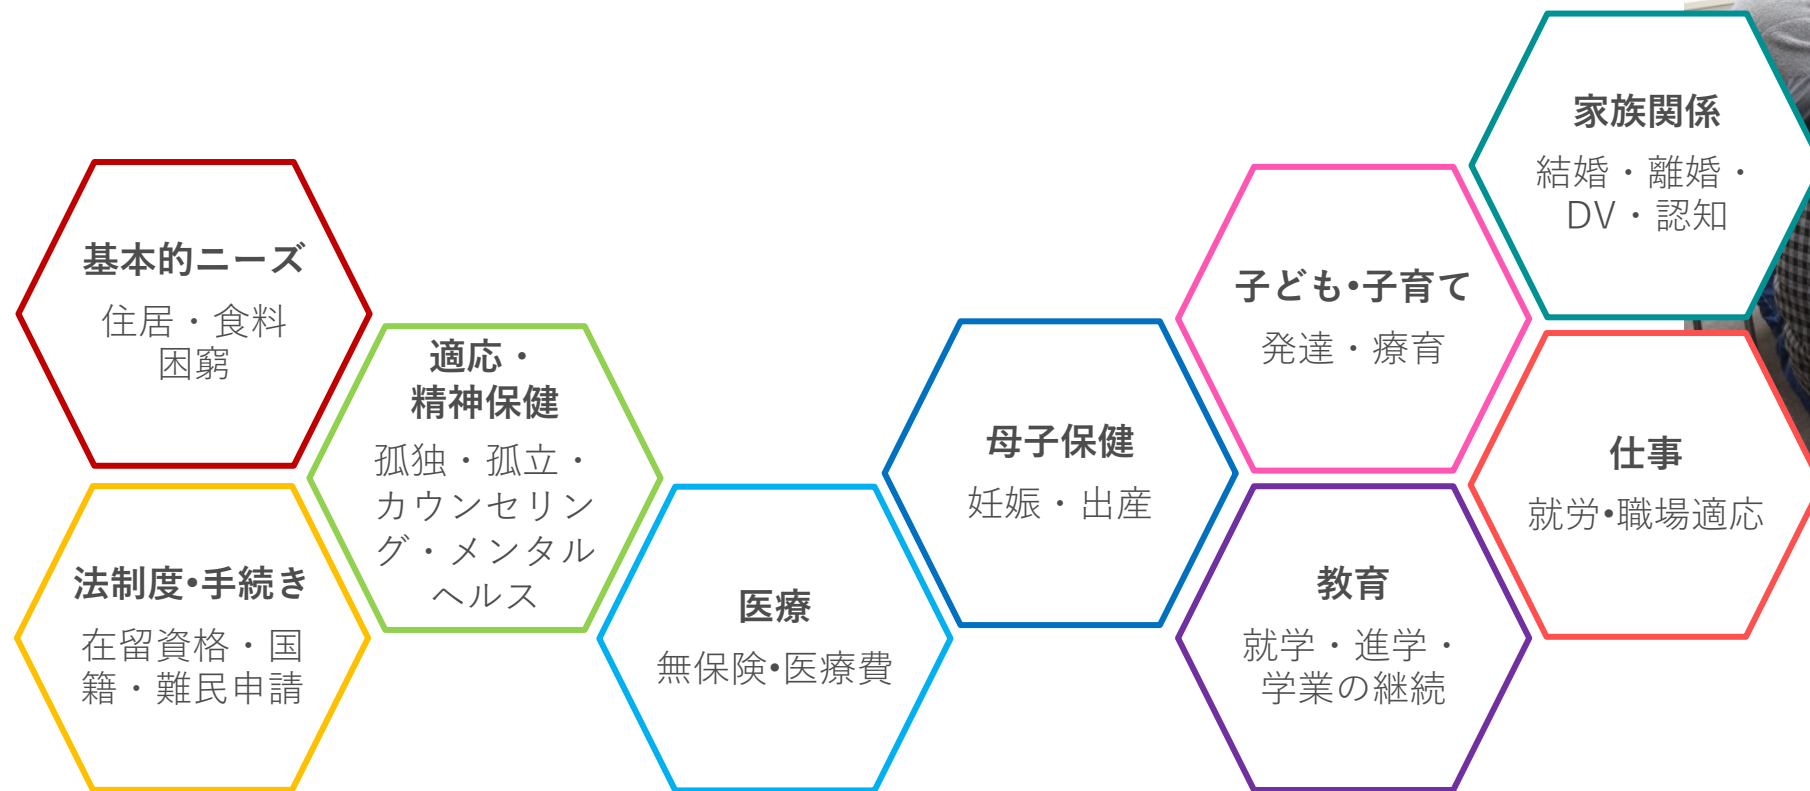 基本的ニーズ
住居・食料
困窮
法制度•手続き
在留資格・国
籍・難民申請
適応・
精神保健
孤独・孤立・
カウンセリン
グ・メンタル
ヘルス
医療
無保険•医療費
母子保健
妊娠・出産
子ども•子育て
発達・療育
教育
就学・進学・
学業の継続
家族関係
結婚・離婚・
DV・認知
仕事
就労•職場適応